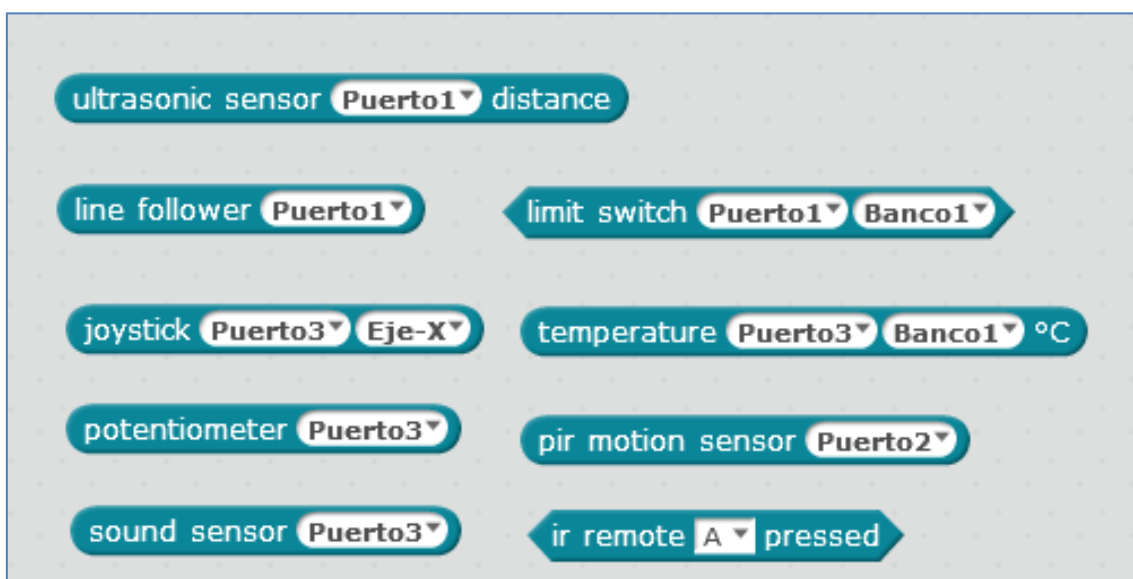 ultrasonic sensor Puerto1 distance
line follower Puerto1
limit switch Puerto1 Banco1
joystick Puerto3 Eje-X
temperature Puerto3 Banco1 ºC
potentiometer Puerto3
pir motion sensor Puerto2
sound sensor Puerto3
ir remote A pressed